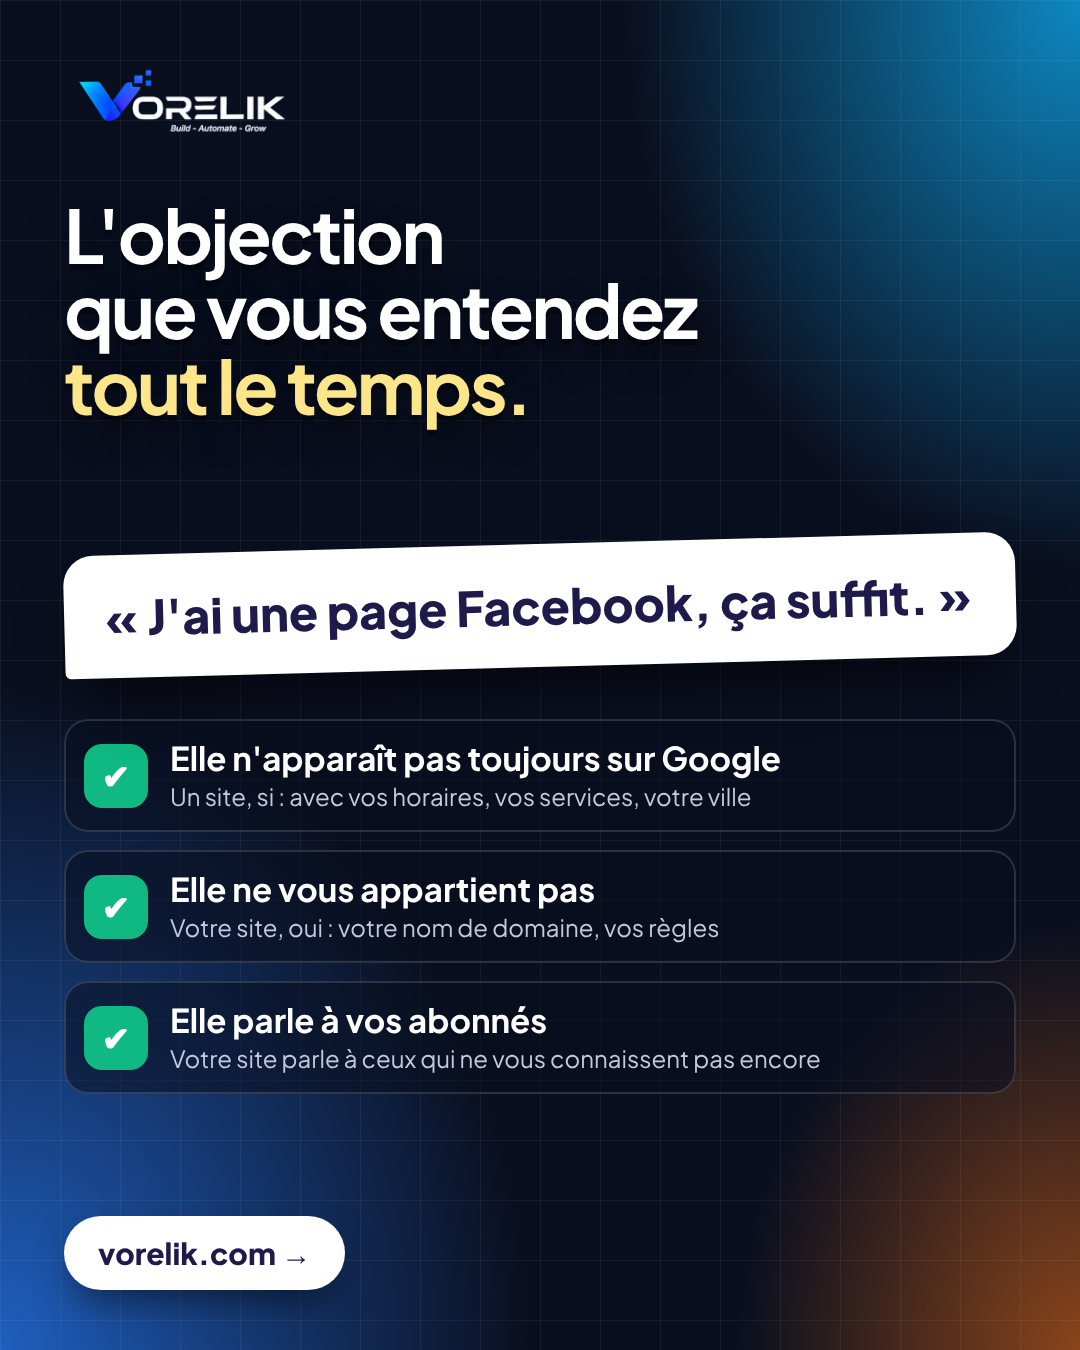 VORELIK
Build - Automate - Grow
L'objection
que vous entendez
tout le temps.
« J'ai une page Facebook, ça suffit. »
✔ Elle n'apparaît pas toujours sur Google
Un site, si : avec vos horaires, vos services, votre ville
✔ Elle ne vous appartient pas
Votre site, oui : votre nom de domaine, vos règles
✔ Elle parle à vos abonnés
Votre site parle à ceux qui ne vous connaissent pas encore
vorelik.com →